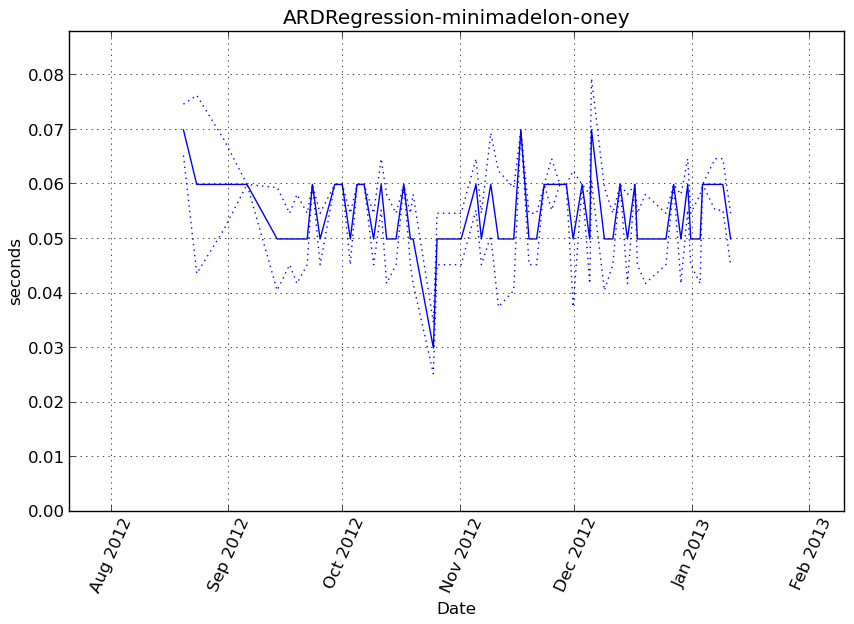 ARDRegression-minimadelon-oney
0.08
0.07
0.06
0.05
0.04
0.03
0.02
0.01
0.00
seconds
Aug 2012
Sep 2012
Oct 2012
Nov 2012
Dec 2012
Jan 2013
Feb 2013
Date